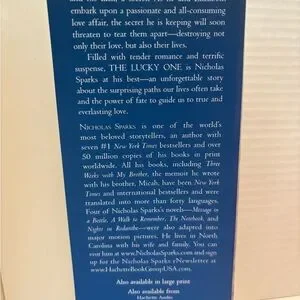 embark upon a passionate and all-consuming
love affair, the secret he is keeping will soon
threaten to tear them apart—destroying not
only their love, but also their lives.
Filled with tender romance and terrific
suspense, THE LUCKY ONE is Nicholas
Sparks at his best—an unforgettable story
about the surprising paths our lives often take
and the power of fate to guide us to true and
everlasting love.
NICHOLAS SPARKS is one of the world's
most beloved storytellers, an author with
seven #1 New York Times bestsellers and over
50 million copies of his books in print
worldwide. All his books, including Three
Weeks with My Brother, the memoir he wrote
with his brother, Micah, have been New York
Times and international bestsellers and were
translated into more than forty languages.
Four of Nicholas Sparks's novels—Message in
a Bottle, A Walk to Remember, The Notebook, and
Nights in Rodanthe—were also adapted into
major motion pictures. He lives in North
Carolina with his wife and family. You can
visit him at www.NicholasSparks.com and sign
up for the Nicholas Sparks eNewsletter at
www.HachetteBookGroupUSA.com.
Also available in large print
Also available from
Hachette Audio